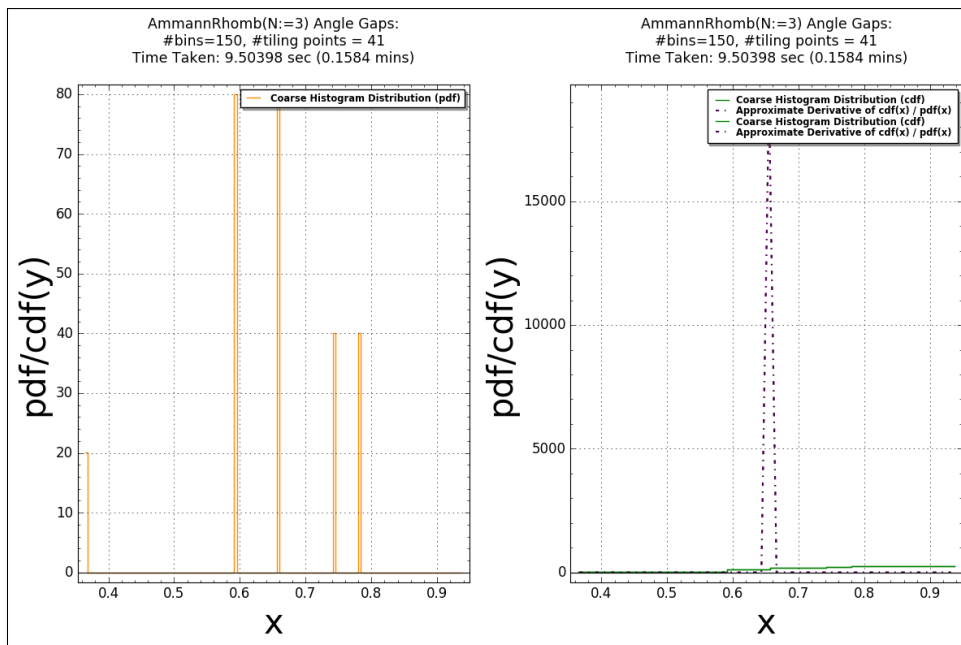 AmmannRhomb(N:=3) Angle Gaps:
#bins=150, #tiling points = 41
Time Taken: 9.50398 sec (0.1584 mins)
80
70
60
50
40
30
20
10
0
pdf/cdf(y)
Coarse Histogram Distribution (pdf)
0.4 0.5 0.6 0.7 0.8 0.9
x
AmmannRhomb(N:=3) Angle Gaps:
#bins=150, #tiling points = 41
Time Taken: 9.50398 sec (0.1584 mins)
Coarse Histogram Distribution (cdf)
Approximate Derivative of cdf(x) / pdf(x)
Coarse Histogram Distribution (cdf)
Approximate Derivative of cdf(x) / pdf(x)
15000
10000
5000
0
pdf/cdf(y)
0.4 0.5 0.6 0.7 0.8 0.9
x